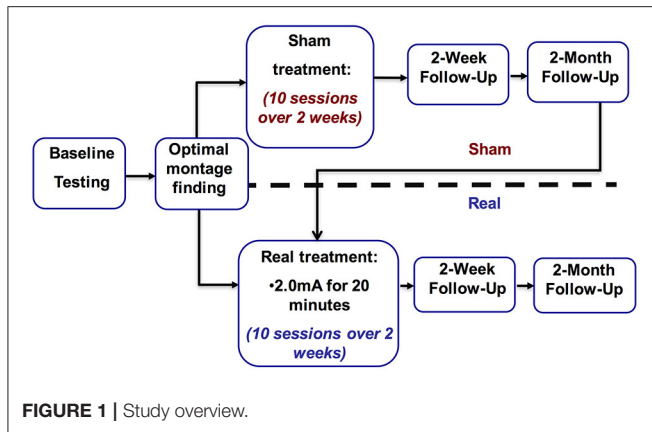 Sham
treatment:
(10 sessions
over 2 weeks)
2-Week
Follow-Up
2-Month
Follow-Up
Baseline
Testing
Optimal
montage
finding
Sham
Real
Real treatment:
•2.0mA for 20
minutes
(10 sessions over 2
weeks)
2-Week
Follow-Up
2-Month
Follow-Up
FIGURE 1 | Study overview.